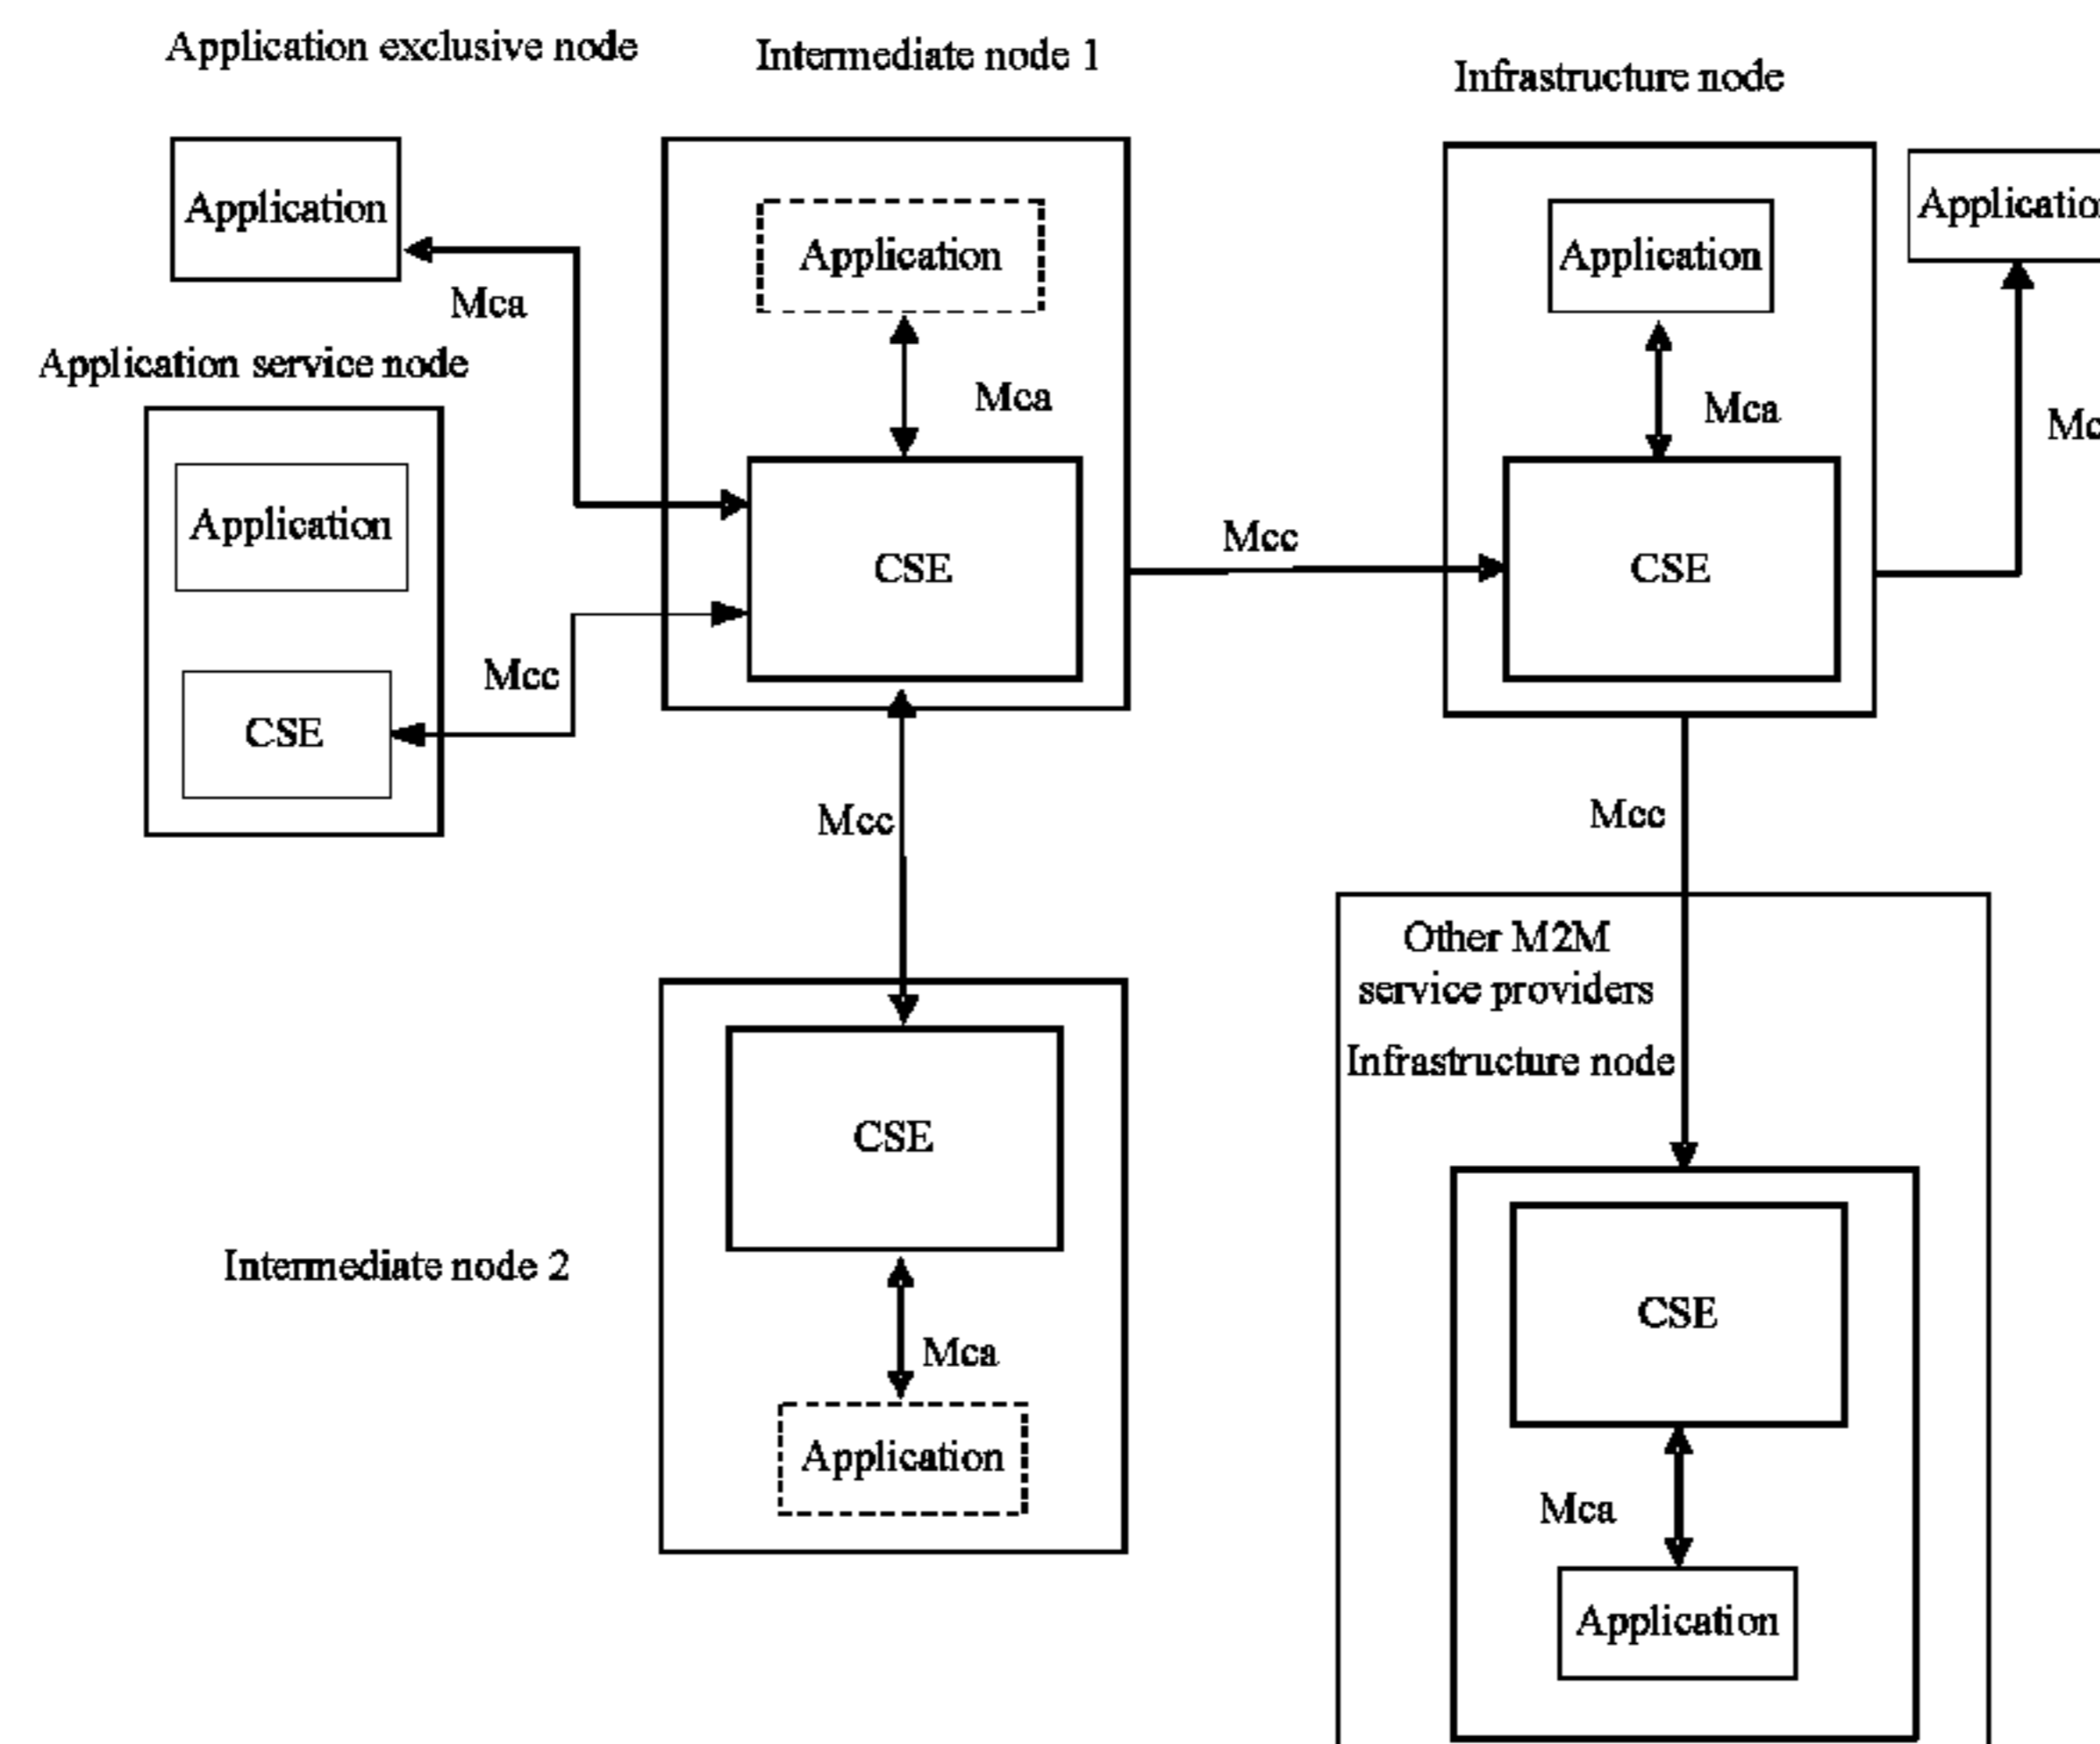 Application exclusive node
Intermediate node 1
Infrastructure node
Application
Application
Application
Mca
Mca
Mca
Application service node
Application
CSE
Mcc
CSE
Mcc
CSE
Mcc
Mcc
Other M2M
service providers
Infrastructure node
CSE
Intermediate node 2
Mca
Application
CSE
Mca
Application